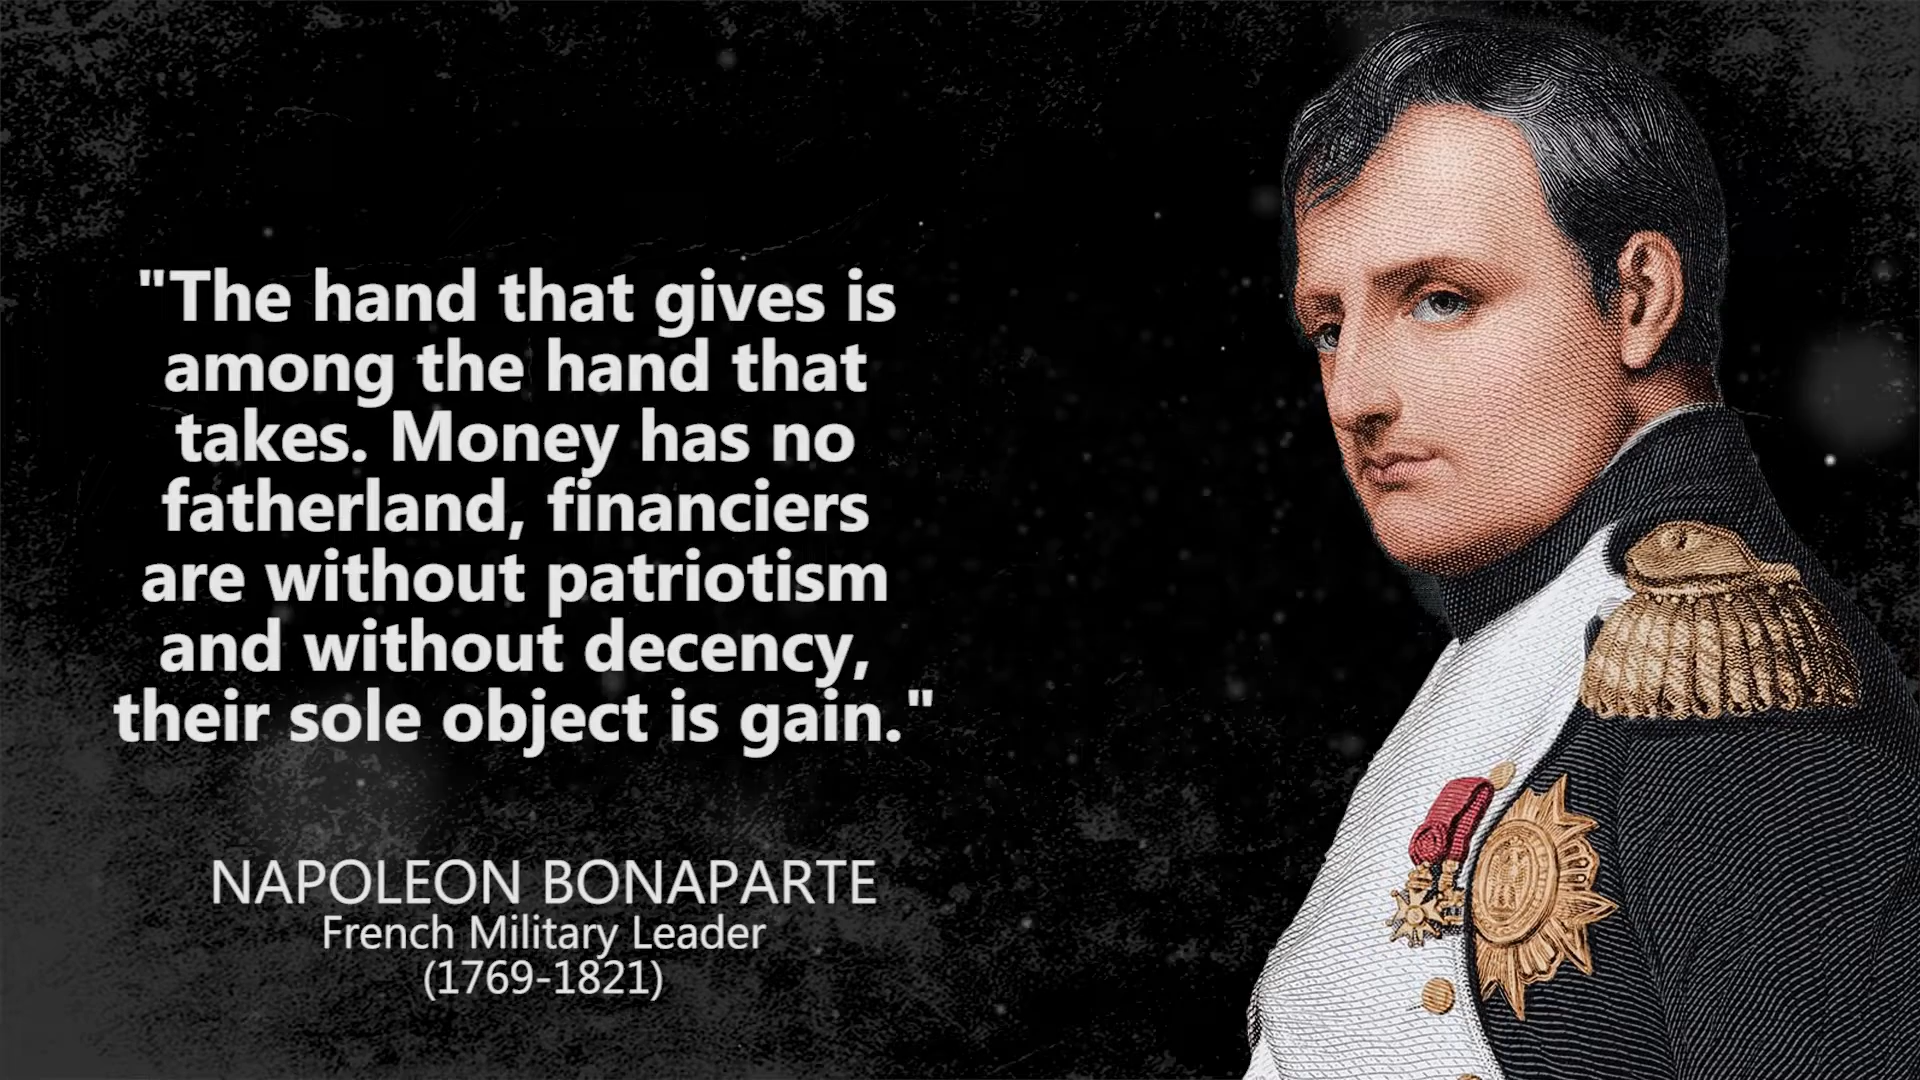 "The hand that gives is
among the hand that
takes. Money has no
fatherland, financiers
are without patriotism
and without decency,
their sole object is gain."
NAPOLEON BONAPARTE
French Military Leader
(1769-1821)